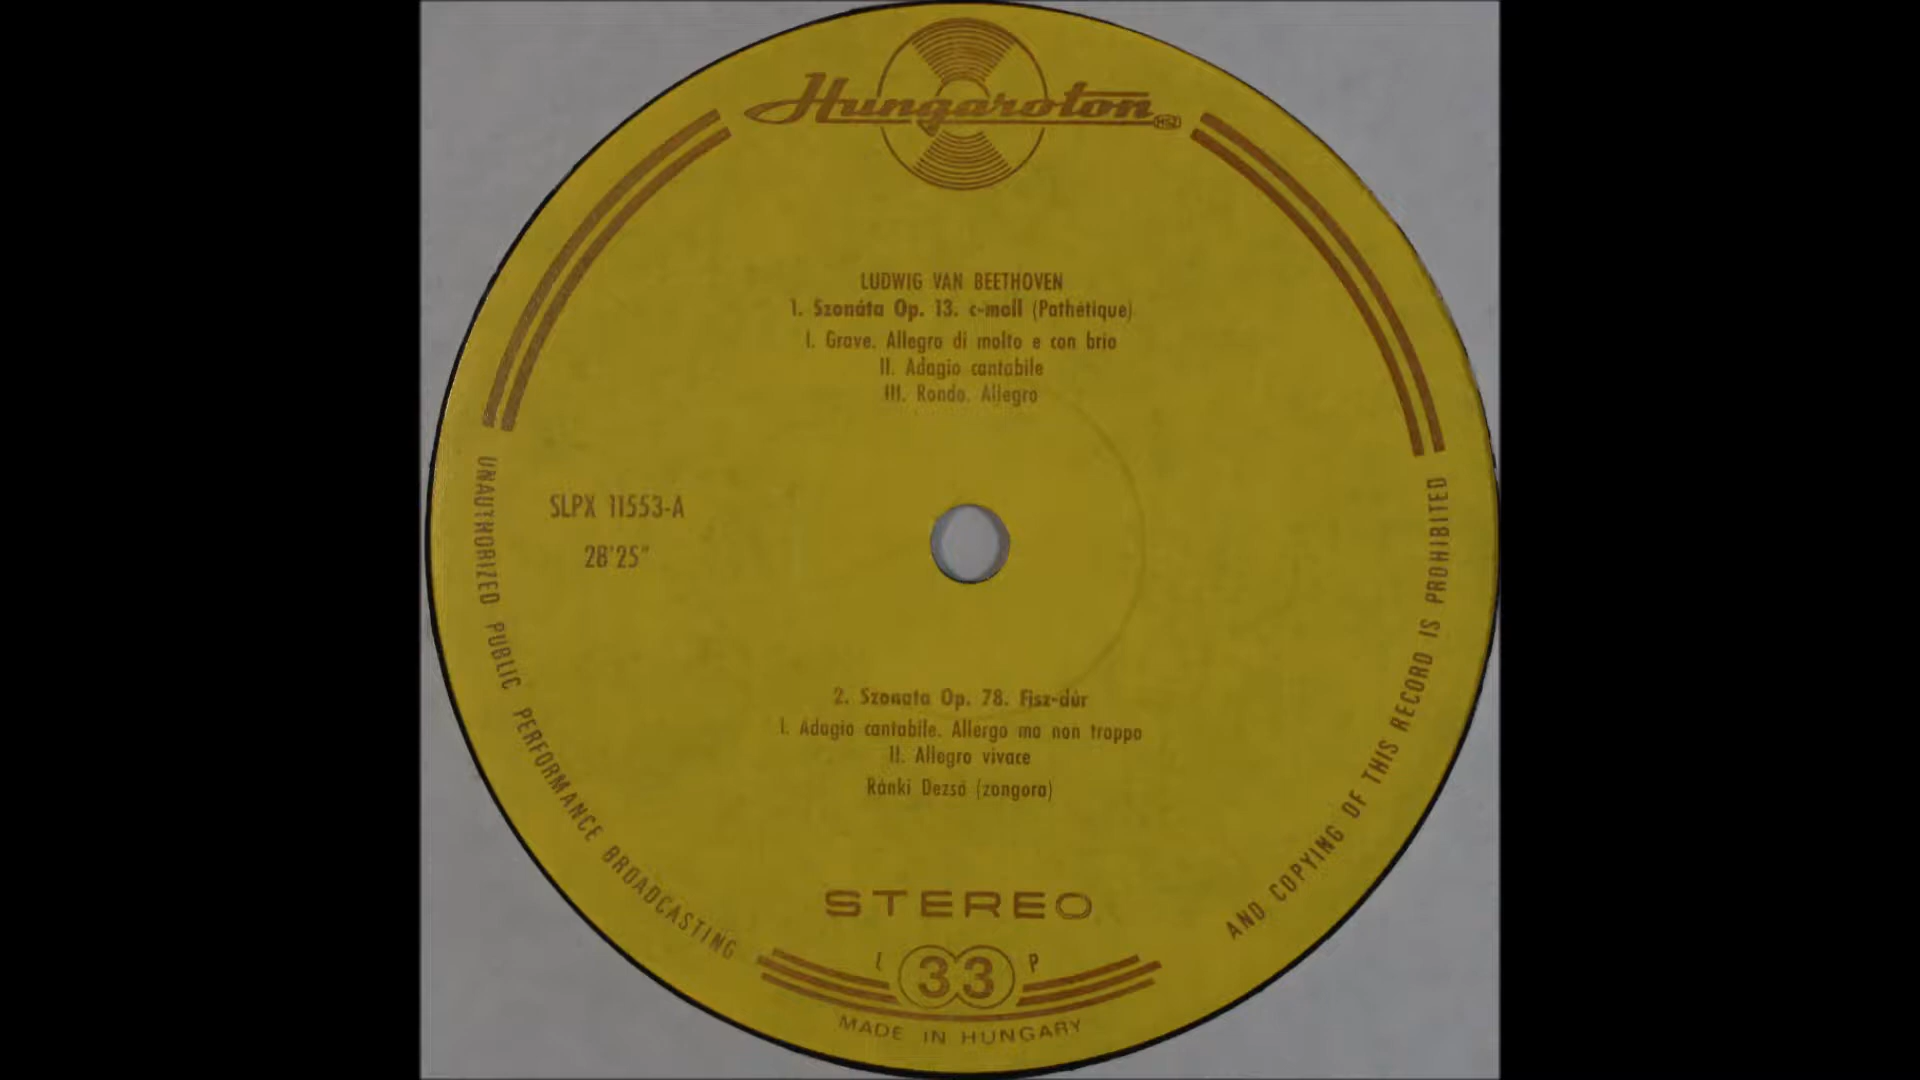 Hungaroton
LUDWIG VAN BEETHOVEN
1. Szonáta Op. 13. c-moll (Pathétique)
I. Grave. Allegro di molto e con brio
II. Adagio cantabile
III. Rondo. Allegro
SLPX 11553-A
28'25"
2. Szonata Op. 78. Fisz-dúr
I. Adagio cantabile. Allergo ma non troppo
II. Allegro vivace
Ránki Dezső (zongora)
STEREO
L 33 P
MADE IN HUNGARY
UNAUTHORIZED PUBLIC PERFORMANCE BROADCASTING
AND COPYING OF THIS RECORD IS PROHIBITED